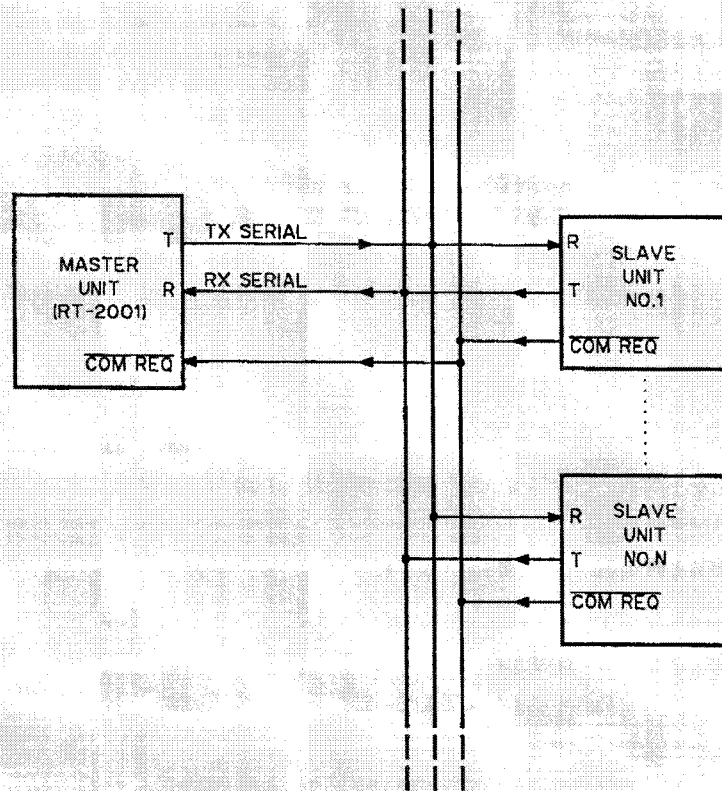 T TX SERIAL
MASTER
UNIT
(RT-2001)
R RX SERIAL
COM REQ
R
SLAVE
UNIT
NO.1
T
COM REQ
R
SLAVE
UNIT
NO.N
T
COM REQ